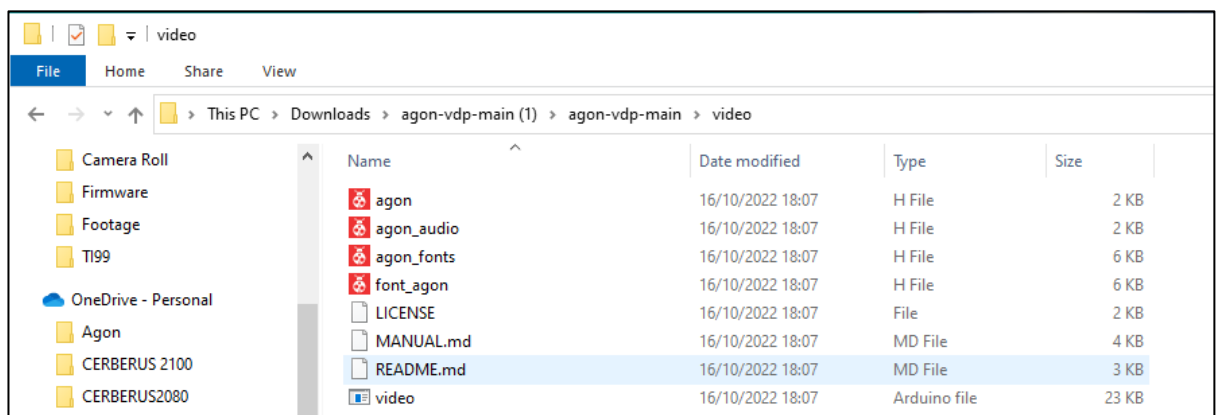 video
File Home Share View
This PC > Downloads > agon-vdp-main (1) > agon-vdp-main > video
Camera Roll
Firmware
Footage
TI99
OneDrive - Personal
Agon
CERBERUS 2100
CERBERUS2080
Name Date modified Type Size
agon 16/10/2022 18:07 H File 2 KB
agon_audio 16/10/2022 18:07 H File 2 KB
agon_fonts 16/10/2022 18:07 H File 6 KB
font_agon 16/10/2022 18:07 H File 6 KB
LICENSE 16/10/2022 18:07 File 2 KB
MANUAL.md 16/10/2022 18:07 MD File 4 KB
README.md 16/10/2022 18:07 MD File 3 KB
video 16/10/2022 18:07 Arduino file 23 KB